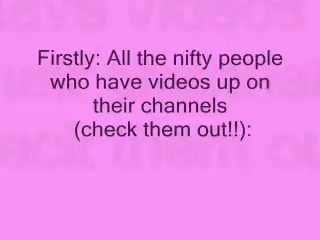 Firstly: All the nifty people
who have videos up on
their channels
(check them out!!):